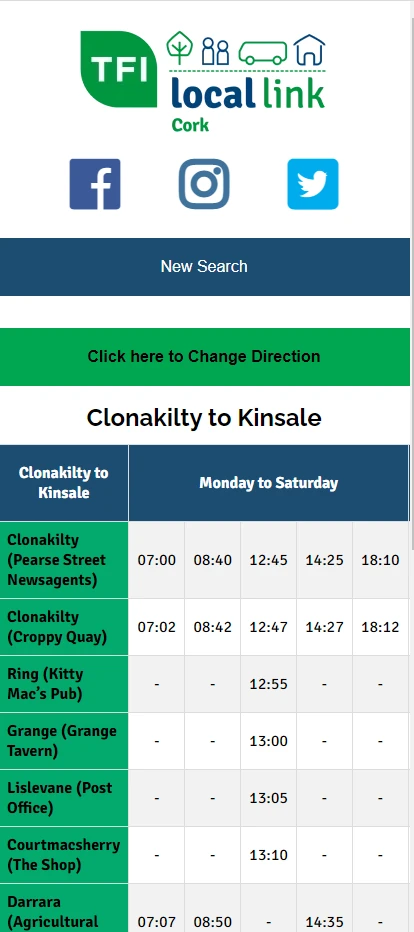 TFI
local link
Cork
New Search
Click here to Change Direction
Clonakilty to Kinsale
Clonakilty to
Kinsale
Monday to Saturday
Clonakilty
(Pearse Street
Newsagents)
07:00 08:40 12:45 14:25 18:10
Clonakilty
(Croppy Quay)
07:02 08:42 12:47 14:27 18:12
Ring (Kitty
Mac’s Pub)
- - 12:55 - -
Grange (Grange
Tavern)
- - 13:00 - -
Lislevane (Post
Office)
- - 13:05 - -
Courtmacsherry
(The Shop)
- - 13:10 - -
Darrara
(Agricultural
07:07 08:50 - 14:35 -